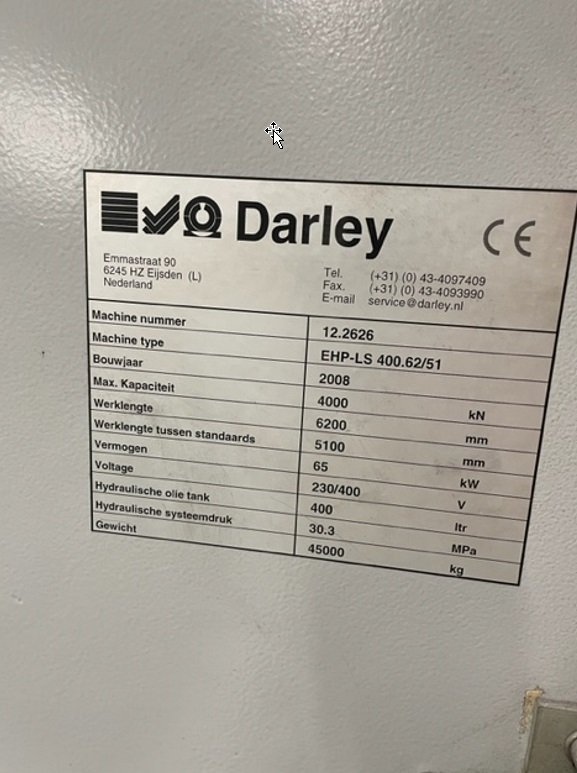 Darley
CE
Emmastraat 90
6245 HZ Eijsden (L)
Nederland
Tel. (+31) (0) 43-4097409
Fax. (+31) (0) 43-4093990
E-mail service@darley.nl
Machine nummer 12.2626
Machine type EHP-LS 400.62/51
Bouwjaar 2008
Max. Kapaciteit 4000 kN
Werklengte 6200 mm
Werklengte tussen standaards 5100 mm
Vermogen 65 kW
Voltage 230/400 V
Hydraulische olie tank 400 ltr
Hydraulische systeemdruk 30.3 MPa
Gewicht 45000 kg